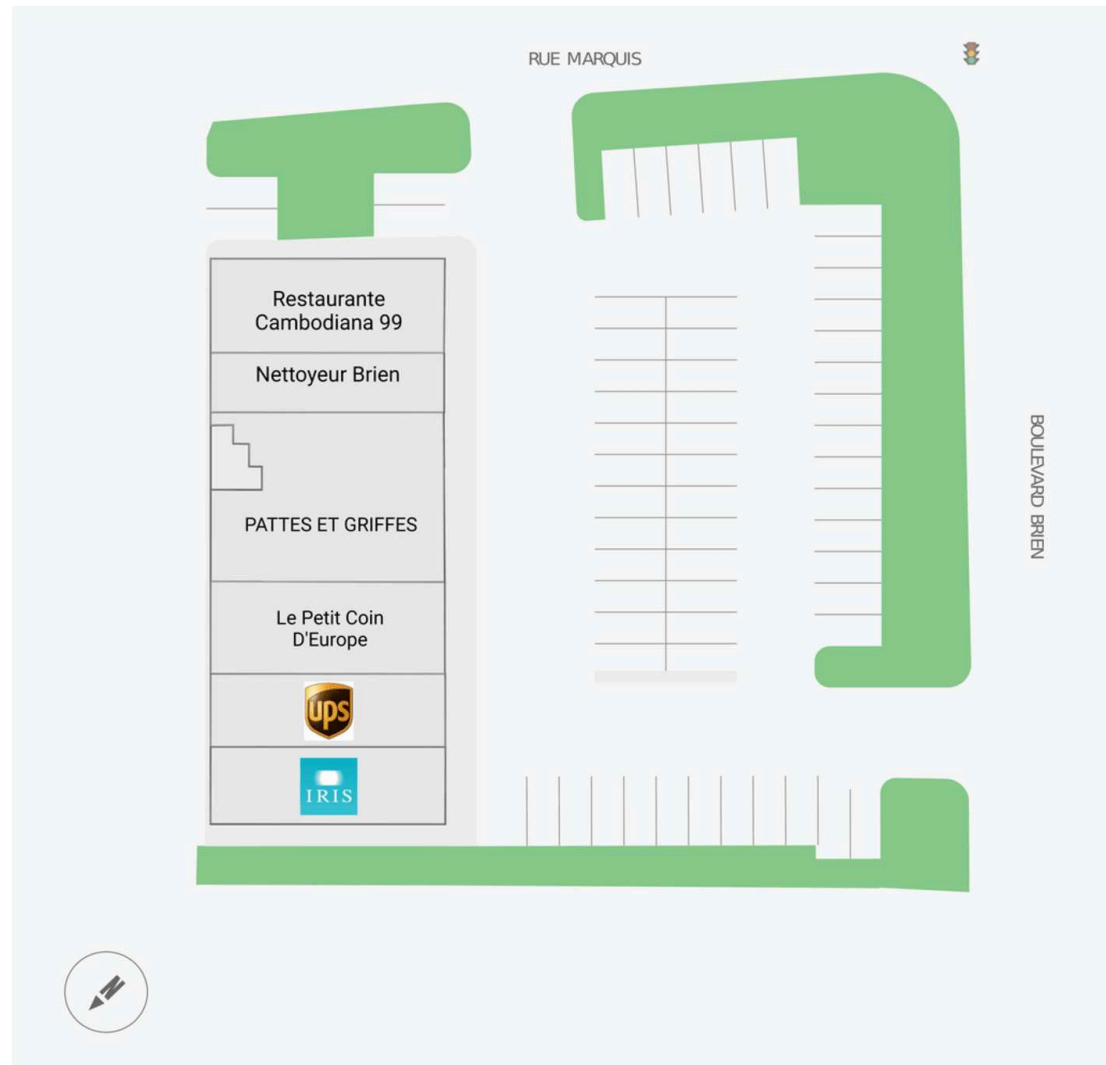 RUE MARQUIS
Restaurante
Cambodiana 99
Nettoyeur Brien
PATTES ET GRIFFES
Le Petit Coin
D'Europe
ups
IRIS
BOULEVARD BRIEN
N